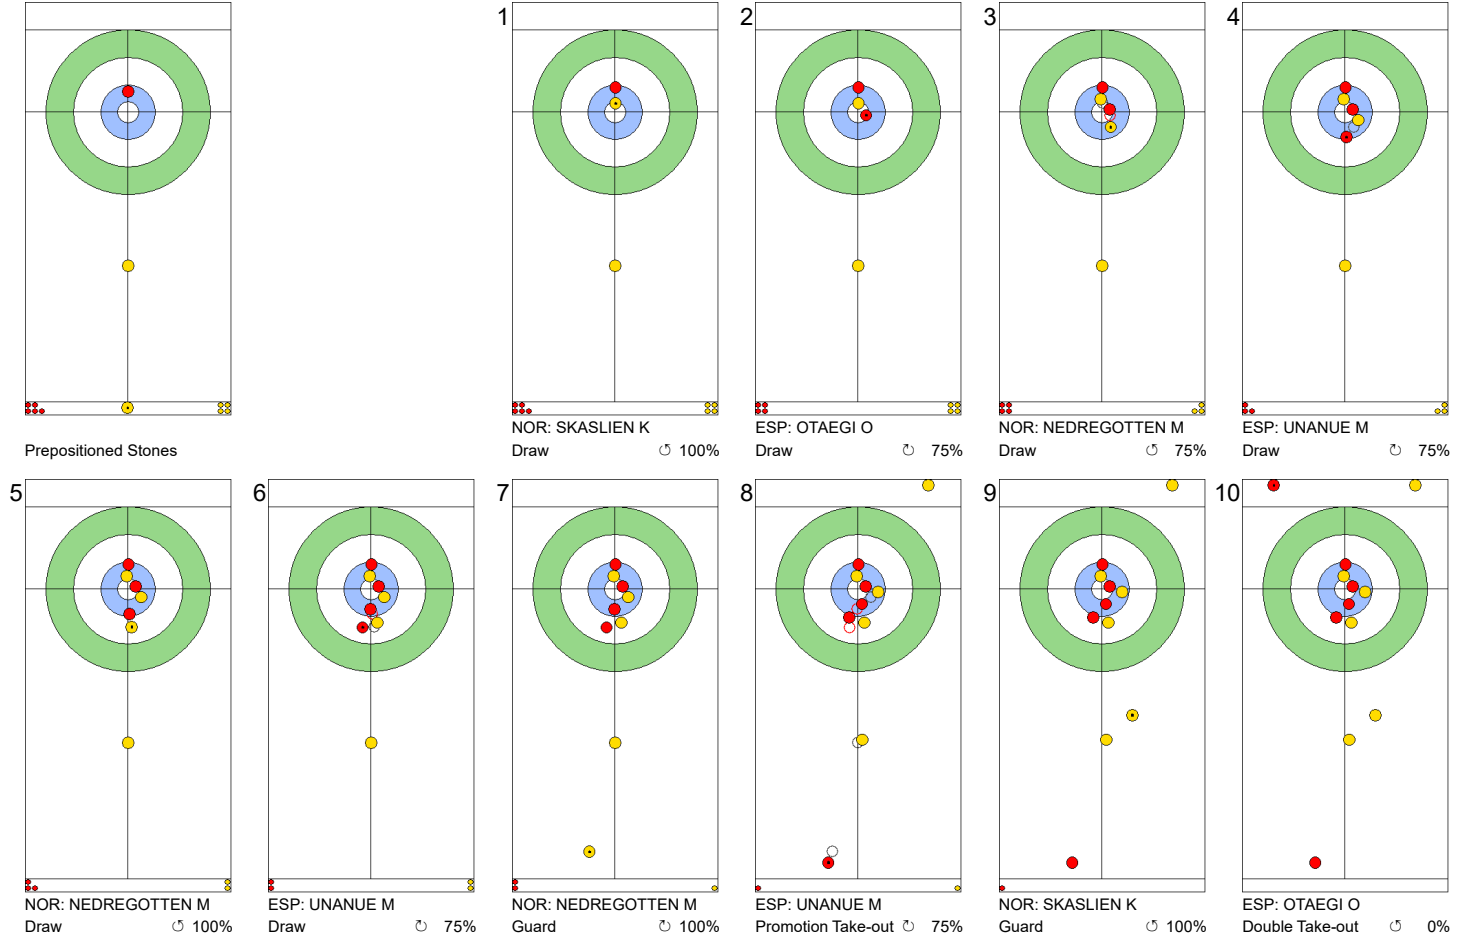 Prepositioned Stones
1
NOR: SKASLIEN K
Draw 100%
2
ESP: OTAEGI O
Draw 75%
3
NOR: NEDREGOTTEN M
Draw 75%
4
ESP: UNANUE M
Draw 75%
5
NOR: NEDREGOTTEN M
Draw 100%
6
ESP: UNANUE M
Draw 75%
7
NOR: NEDREGOTTEN M
Guard 100%
8
ESP: UNANUE M
Promotion Take-out 75%
9
NOR: SKASLIEN K
Guard 100%
10
ESP: OTAEGI O
Double Take-out 0%